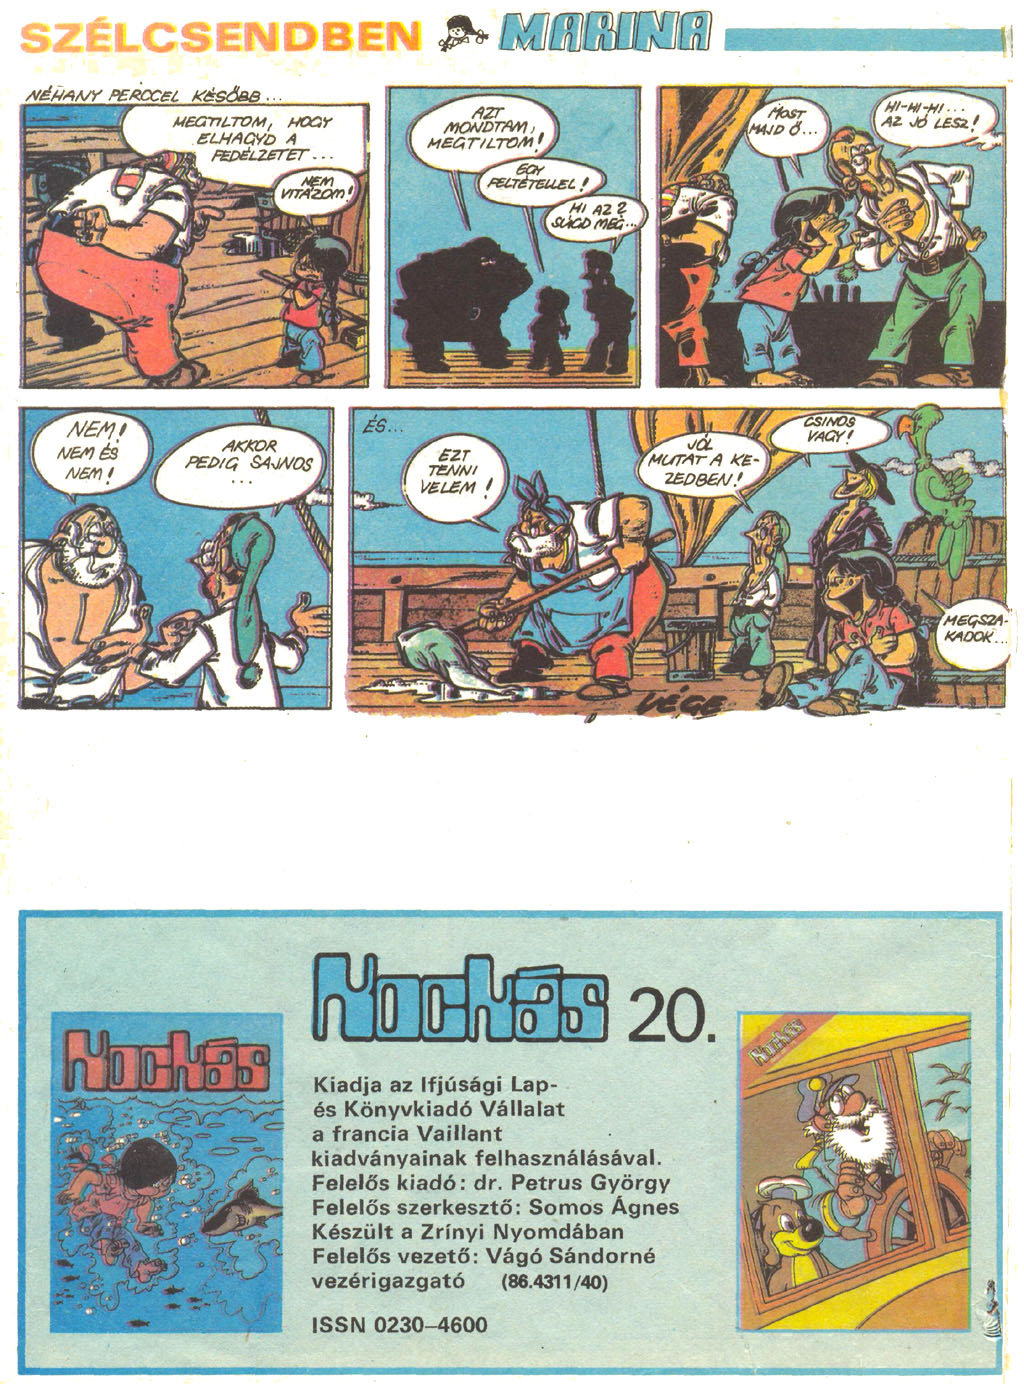 SZÉLCSENDBEN MARINA
NÉHÁNY PERCCEL KÉSŐBB...
MEGTILTOM, HOGY
ELHAGYD A
FEDÉLZETET...
NEM
VITÁZOM!
AZT
MONDTAM,
MEGTILTOM!
EGY
FELTÉTELLEL!
MI AZ?
SÚGD MEG...
MOST
MAJD Ő...
HI-HI-HI...
AZ JÓ LESZ!
NEM!
NEM ÉS
NEM!
AKKOR
PEDIG SAJNOS
...
ÉS...
EZT
TENNI
VELEM!
JÓL
MUTAT A KE-
ZEDBEN!
CSINOS
VAGY!
MEGSZA-
KADOK...
VÉGE
Kockás 20.
Kockás
Kiadja az Ifjúsági Lap-
és Könyvkiadó Vállalat
a francia Vaillant
kiadványainak felhasználásával.
Felelős kiadó: dr. Petrus György
Felelős szerkesztő: Somos Ágnes
Készült a Zrínyi Nyomdában
Felelős vezető: Vágó Sándorné
vezérigazgató (86.4311/40)
ISSN 0230–4600
Kockás